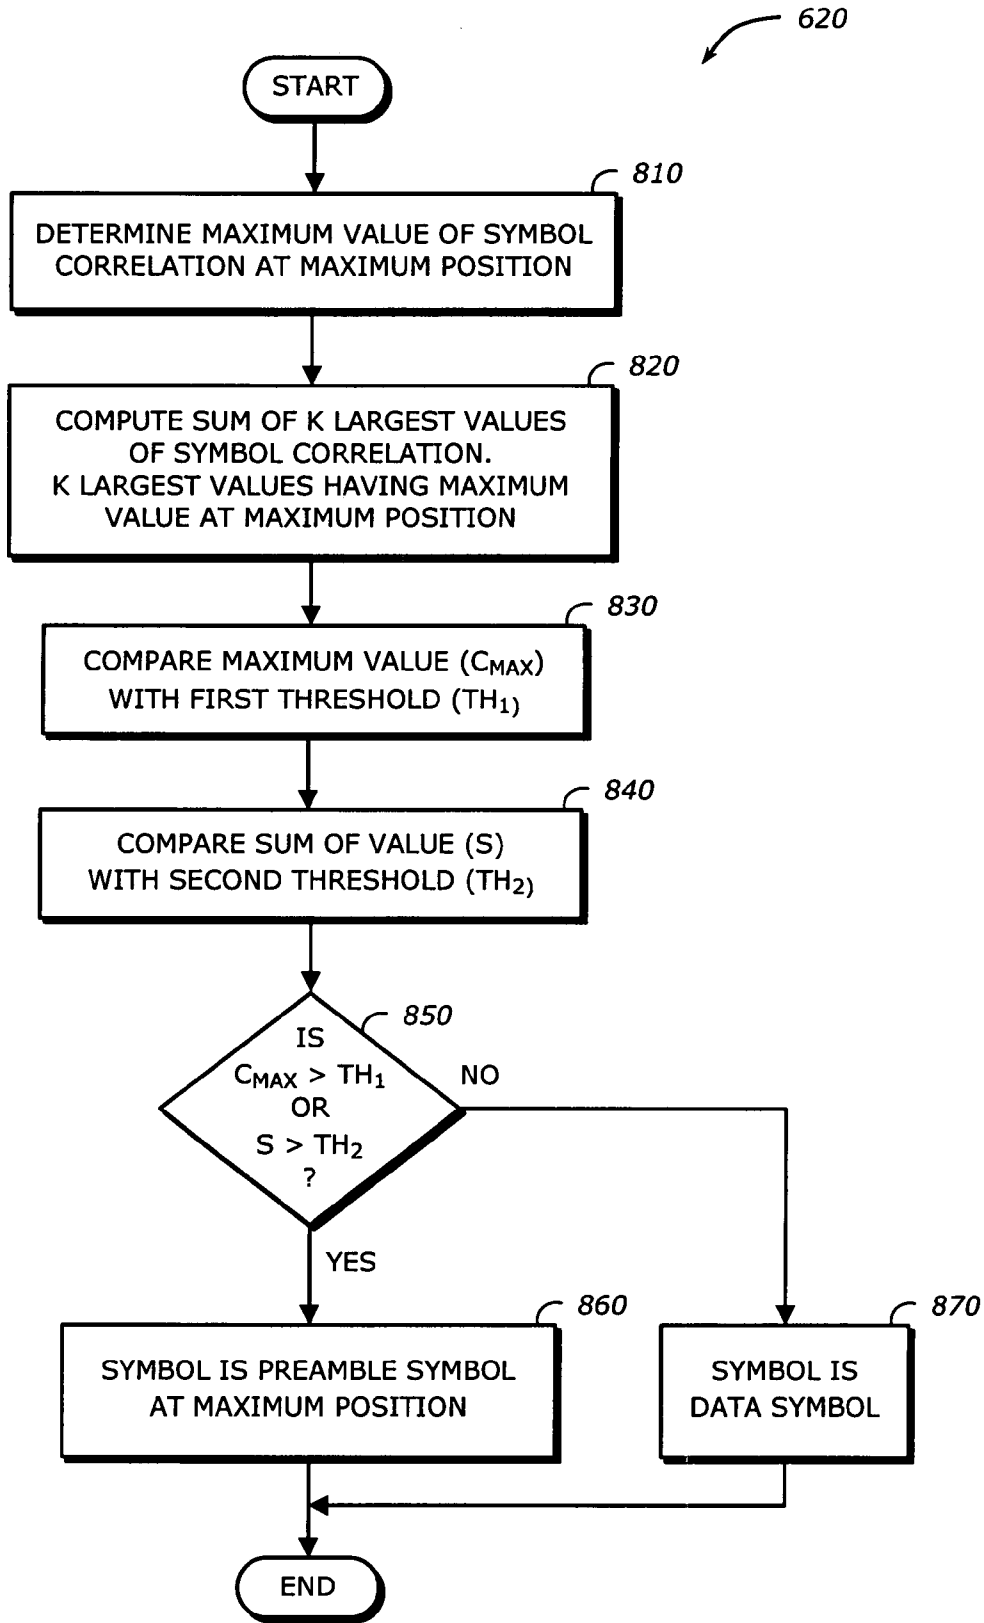 620
START
810
DETERMINE MAXIMUM VALUE OF SYMBOL
CORRELATION AT MAXIMUM POSITION
820
COMPUTE SUM OF K LARGEST VALUES
OF SYMBOL CORRELATION.
K LARGEST VALUES HAVING MAXIMUM
VALUE AT MAXIMUM POSITION
830
COMPARE MAXIMUM VALUE (CMAX)
WITH FIRST THRESHOLD (TH1)
840
COMPARE SUM OF VALUE (S)
WITH SECOND THRESHOLD (TH2)
850
IS
CMAX > TH1
OR
S > TH2
?
NO
YES
860
SYMBOL IS PREAMBLE SYMBOL
AT MAXIMUM POSITION
870
SYMBOL IS
DATA SYMBOL
END